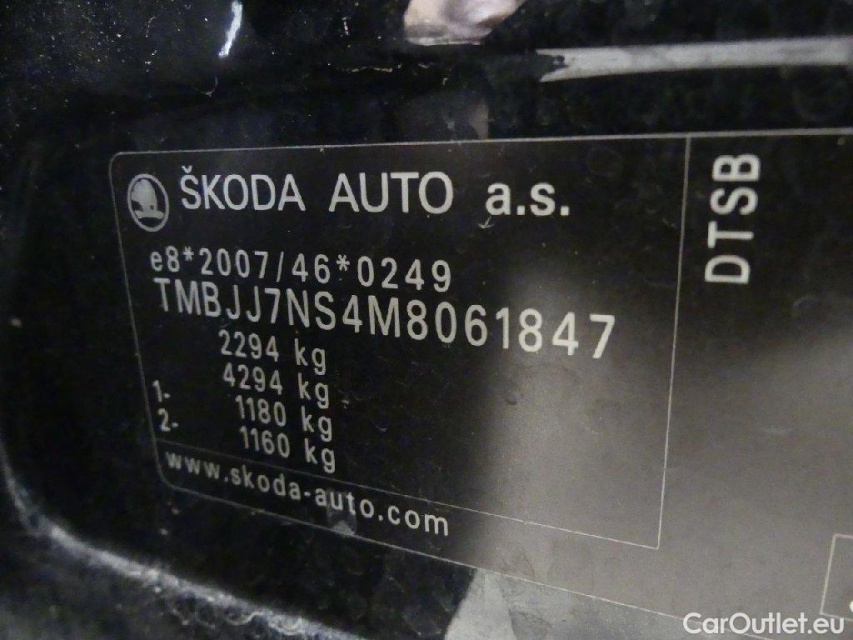 ŠKODA AUTO a.s.
e8*2007/46*0249
TMBJJ7NS4M8061847
2294 kg
4294 kg
1- 1180 kg
2- 1160 kg
www.skoda-auto.com
DTSB
CarOutlet.eu